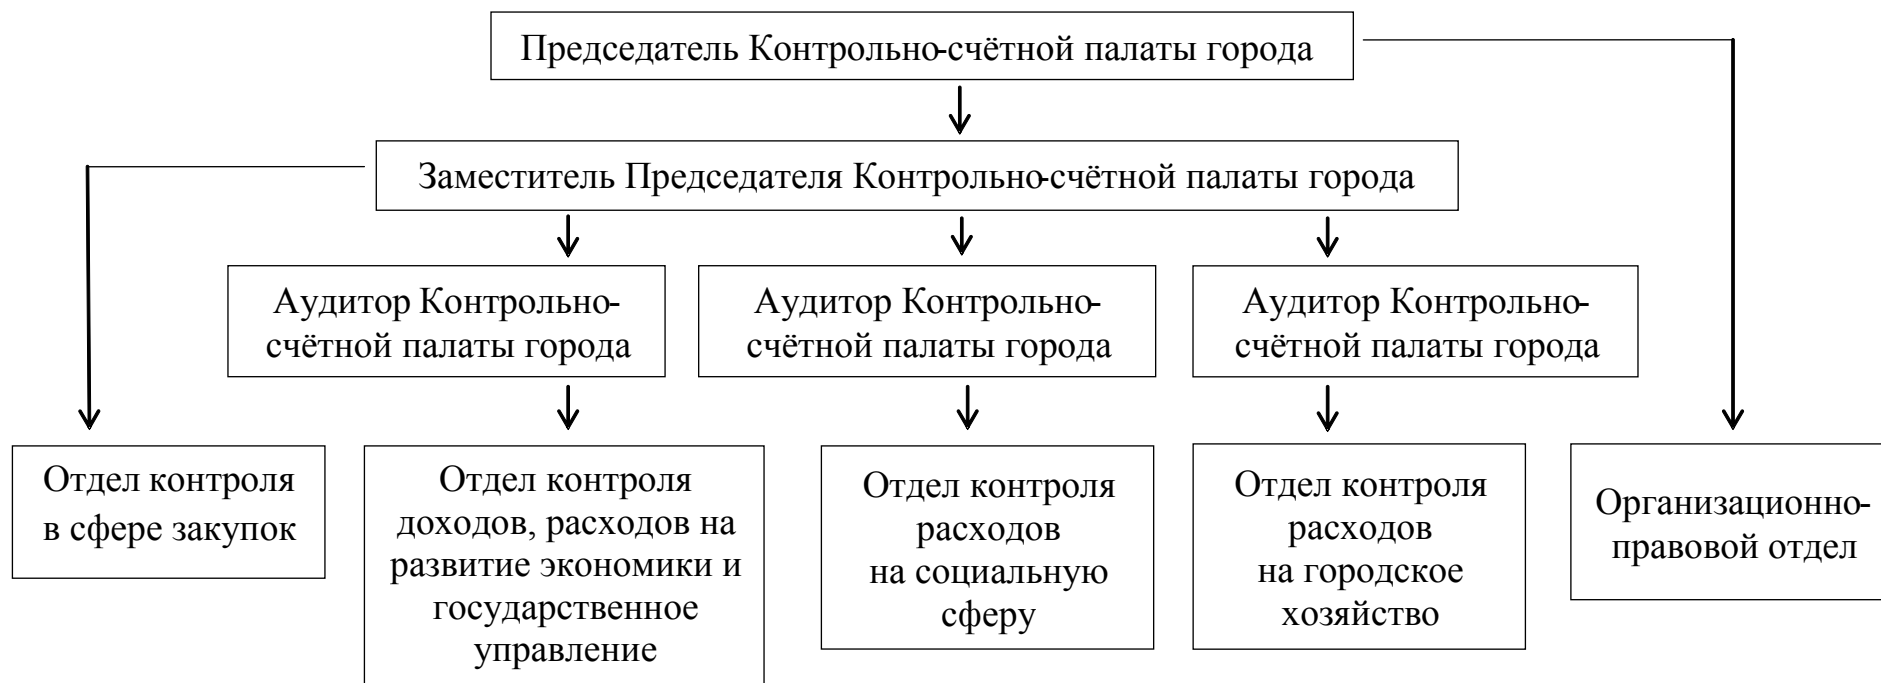 Председатель Контрольно-счётной палаты города
Заместитель Председателя Контрольно-счётной палаты города
Аудитор Контрольно-
счётной палаты города
Аудитор Контрольно-
счётной палаты города
Аудитор Контрольно-
счётной палаты города
Отдел контроля
в сфере закупок
Отдел контроля
доходов, расходов на
развитие экономики и
государственное
управление
Отдел контроля
расходов
на социальную
сферу
Отдел контроля
расходов
на городское
хозяйство
Организационно-
правовой отдел